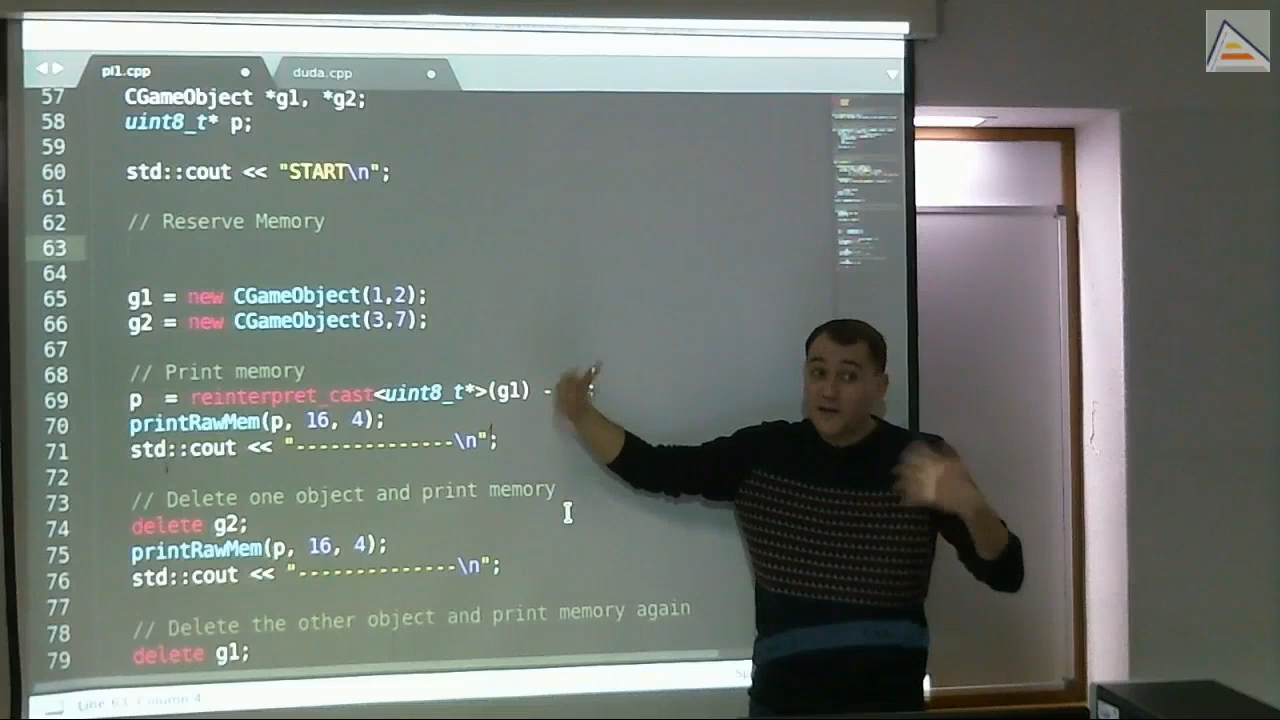 pl1.cpp duda.cpp
57 CGameObject *g1, *g2;
58 uint8_t* p;
59
60 std::cout << "START\n";
61
62 // Reserve Memory
63
64
65 g1 = new CGameObject(1,2);
66 g2 = new CGameObject(3,7);
67
68 // Print memory
69 p = reinterpret_cast<uint8_t*>(g1) -
70 printRawMem(p, 16, 4);
71 std::cout << "--------------\n";
72
73 // Delete one object and print memory
74 delete g2;
75 printRawMem(p, 16, 4);
76 std::cout << "--------------\n";
77
78 // Delete the other object and print memory again
79 delete g1;
Line 63, Column 4